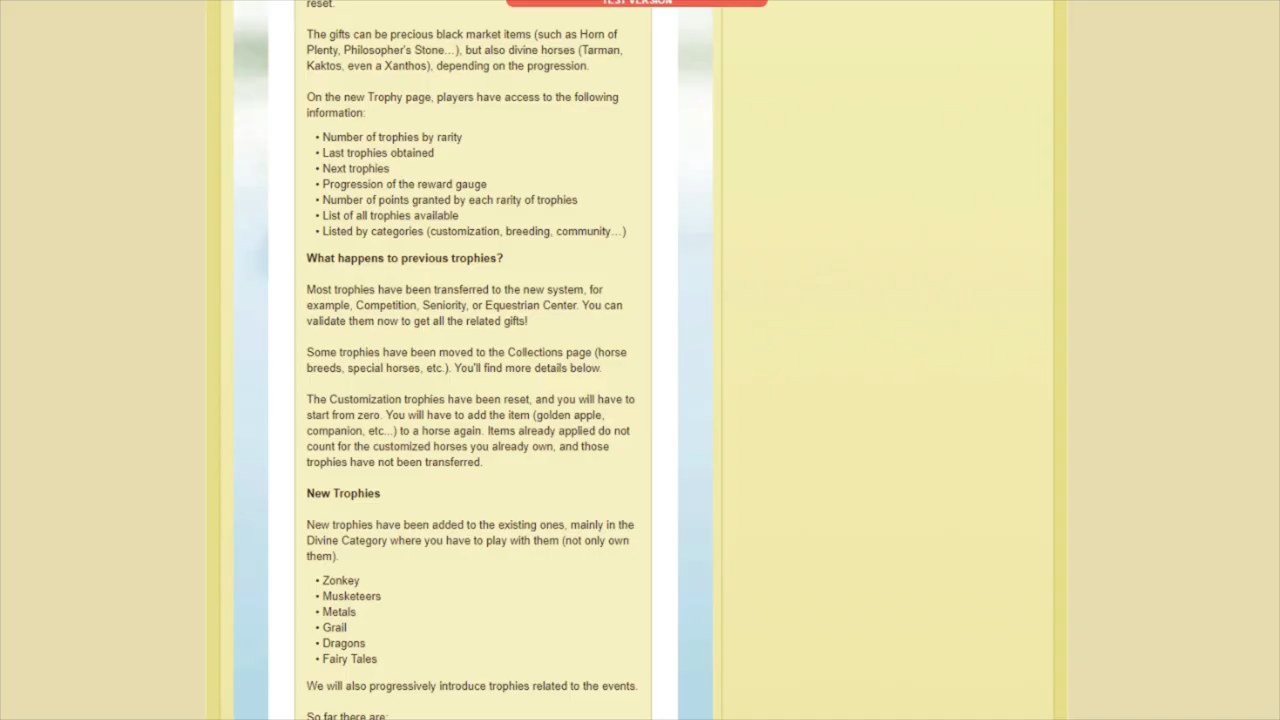 reset.
TEST VERSION
The gifts can be precious black market items (such as Horn of
Plenty, Philosopher's Stone...), but also divine horses (Tarman,
Kaktos, even a Xanthos), depending on the progression.
On the new Trophy page, players have access to the following
information:
• Number of trophies by rarity
• Last trophies obtained
• Next trophies
• Progression of the reward gauge
• Number of points granted by each rarity of trophies
• List of all trophies available
• Listed by categories (customization, breeding, community...)
What happens to previous trophies?
Most trophies have been transferred to the new system, for
example, Competition, Seniority, or Equestrian Center. You can
validate them now to get all the related gifts!
Some trophies have been moved to the Collections page (horse
breeds, special horses, etc.). You'll find more details below.
The Customization trophies have been reset, and you will have to
start from zero. You will have to add the item (golden apple,
companion, etc...) to a horse again. Items already applied do not
count for the customized horses you already own, and those
trophies have not been transferred.
New Trophies
New trophies have been added to the existing ones, mainly in the
Divine Category where you have to play with them (not only own
them).
• Zonkey
• Musketeers
• Metals
• Grail
• Dragons
• Fairy Tales
We will also progressively introduce trophies related to the events.
So far there are: